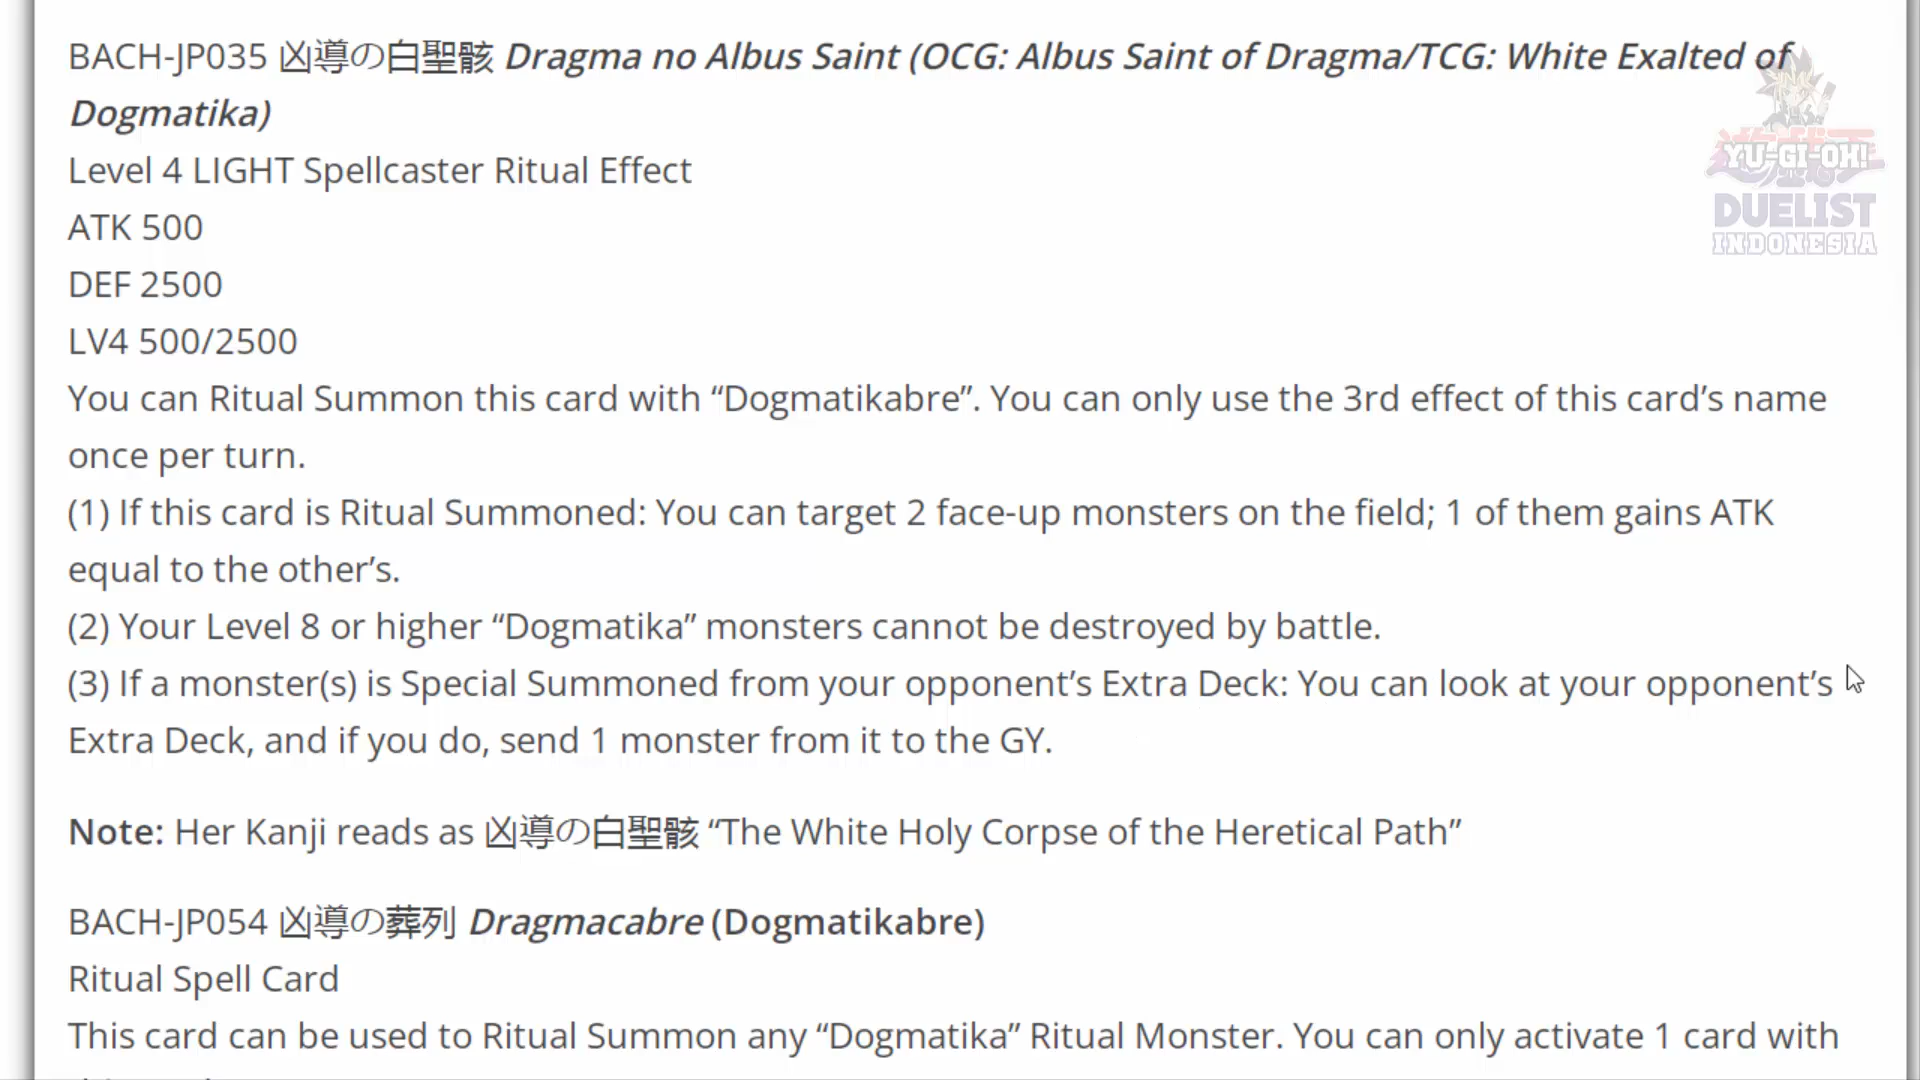 BACH-JP035 凶導の白聖骸 Dragma no Albus Saint (OCG: Albus Saint of Dragma/TCG: White Exalted of
Dogmatika)
Level 4 LIGHT Spellcaster Ritual Effect
ATK 500
DEF 2500
LV4 500/2500
You can Ritual Summon this card with “Dogmatikabre”. You can only use the 3rd effect of this card’s name
once per turn.
(1) If this card is Ritual Summoned: You can target 2 face-up monsters on the field; 1 of them gains ATK
equal to the other’s.
(2) Your Level 8 or higher “Dogmatika” monsters cannot be destroyed by battle.
(3) If a monster(s) is Special Summoned from your opponent’s Extra Deck: You can look at your opponent’s
Extra Deck, and if you do, send 1 monster from it to the GY.
Note: Her Kanji reads as 凶導の白聖骸 “The White Holy Corpse of the Heretical Path”
BACH-JP054 凶導の葬列 Dragmacabre (Dogmatikabre)
Ritual Spell Card
This card can be used to Ritual Summon any “Dogmatika” Ritual Monster. You can only activate 1 card with
遊戯王
YU-GI-OH!
DUELIST
INDONESIA